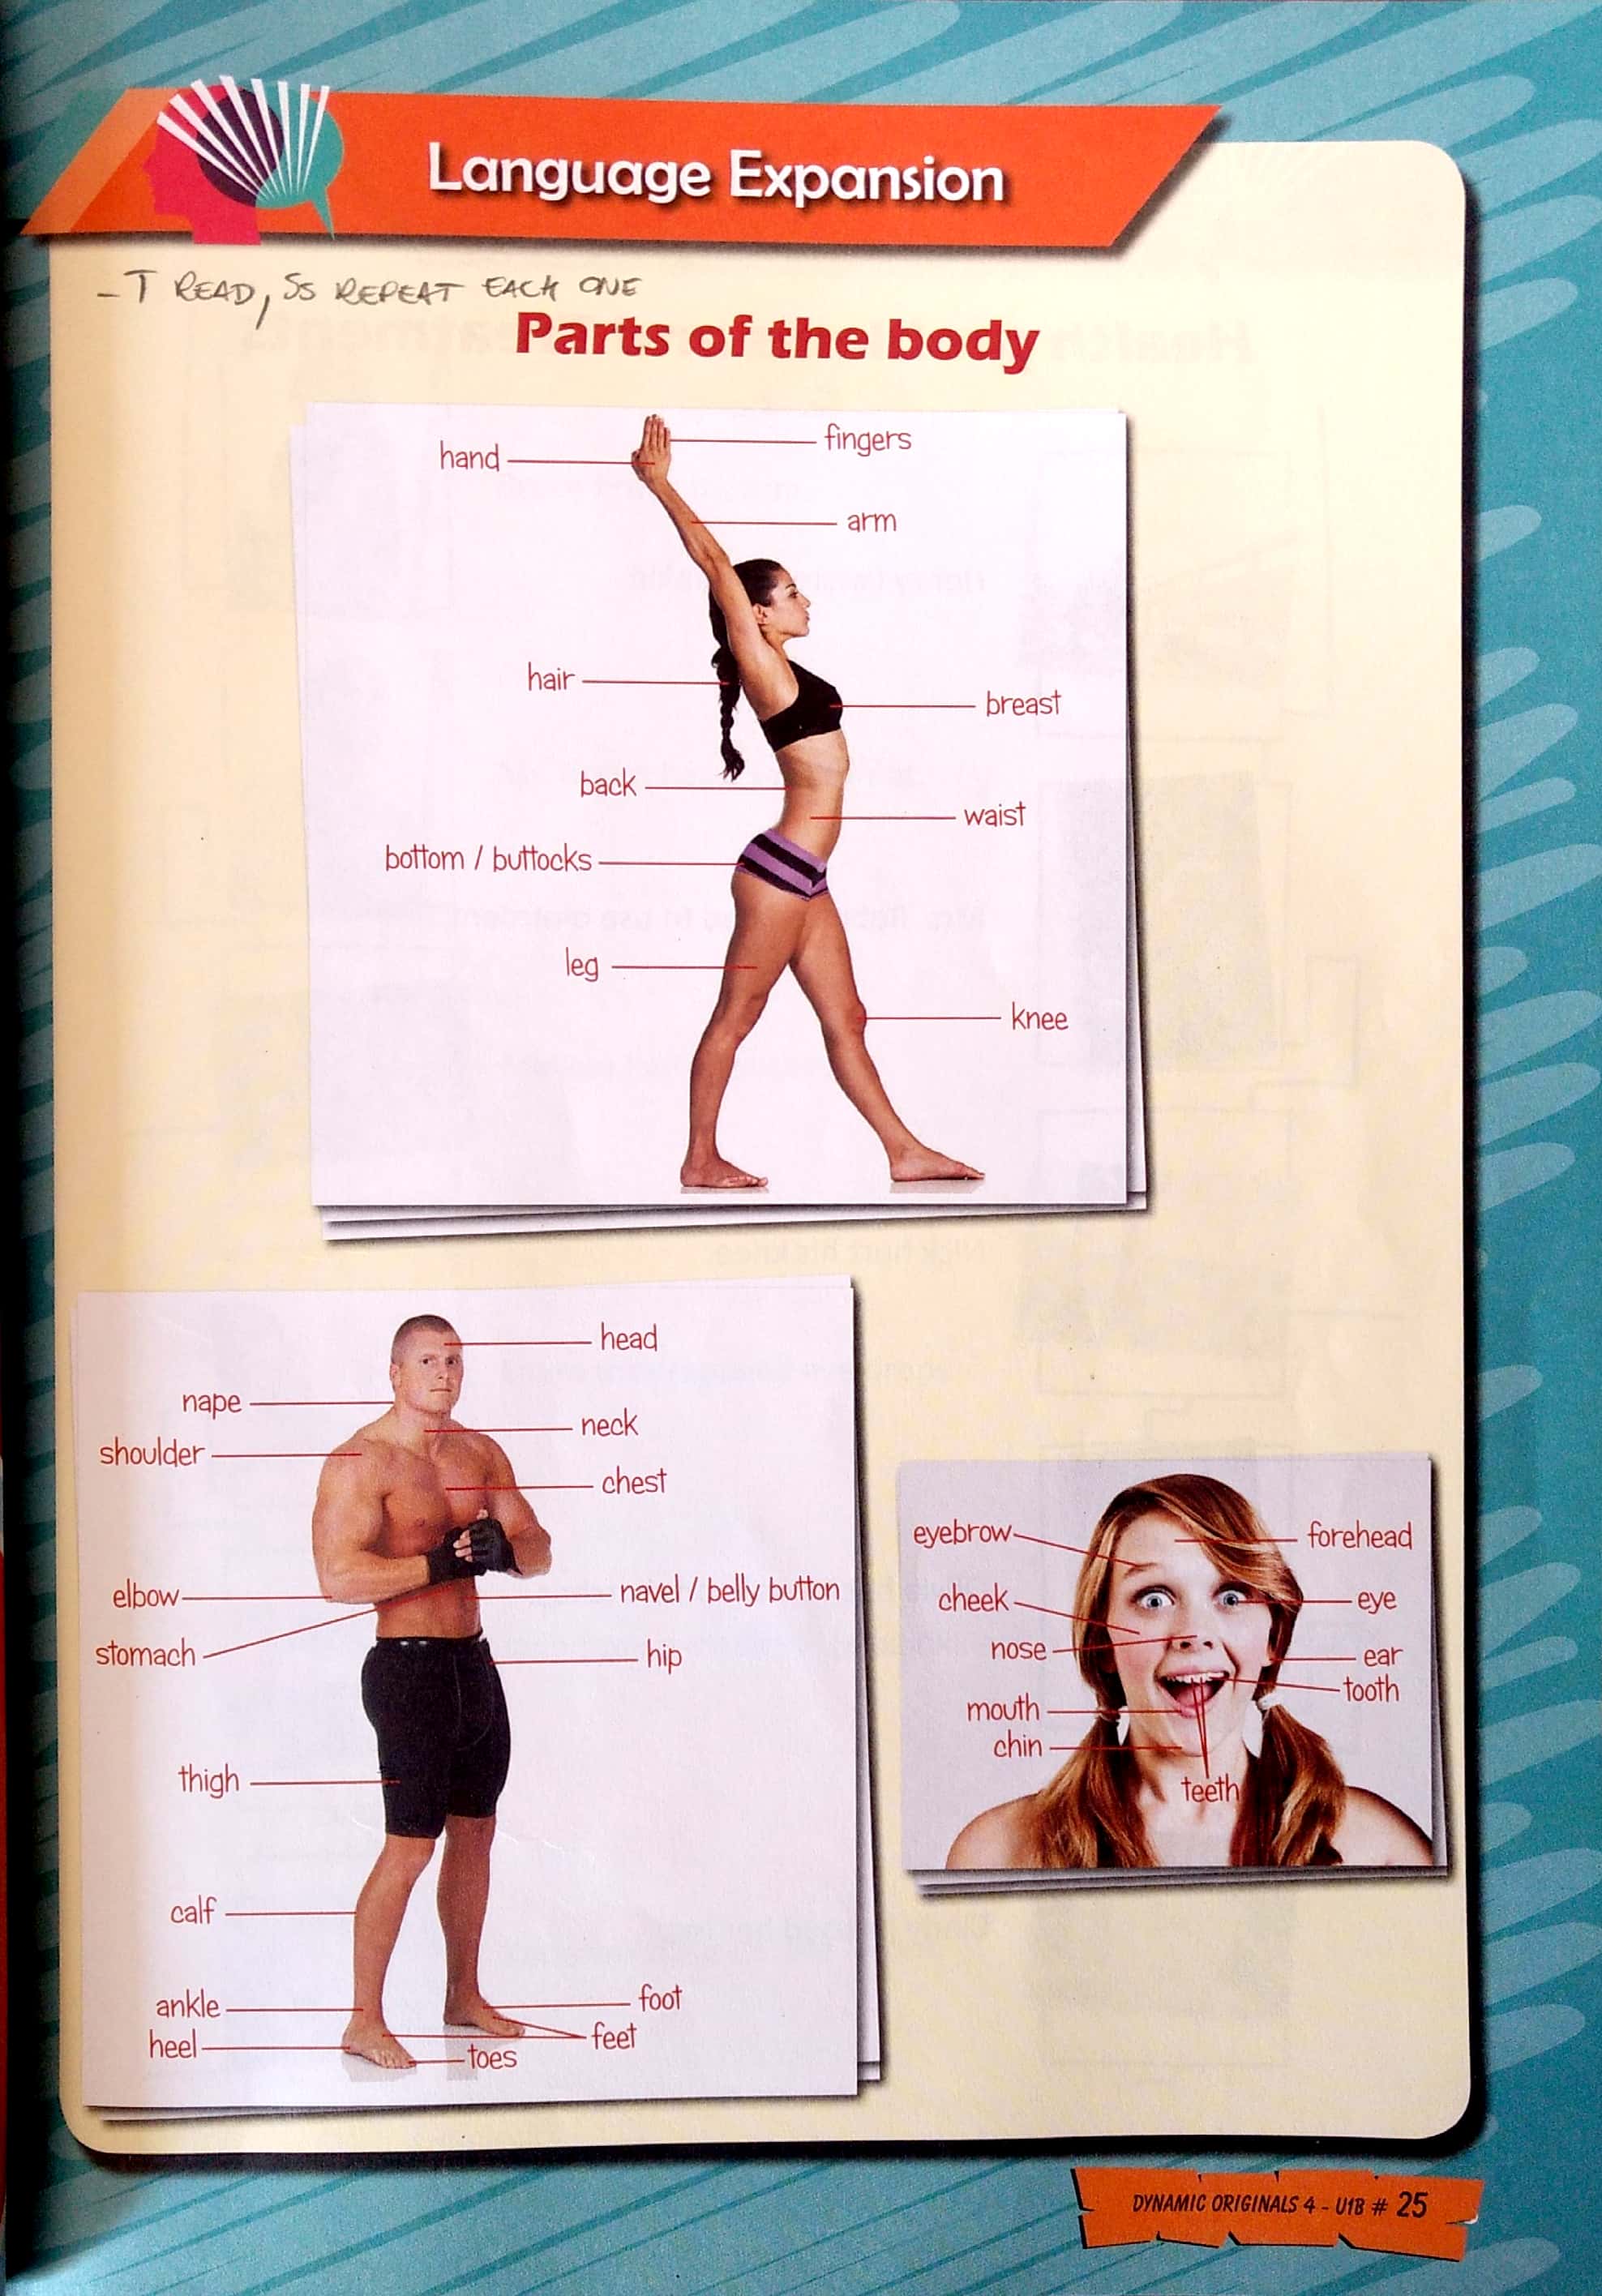 Language Expansion
- T READ, Ss REPEAT EACH ONE
Parts of the body
hand
fingers
arm
hair
breast
back
waist
bottom / buttocks
leg
knee
head
nape
neck
shoulder
chest
elbow
navel / belly button
stomach
hip
thigh
calf
ankle
foot
heel
feet
toes
eyebrow
forehead
cheek
eye
nose
ear
tooth
mouth
chin
teeth
DYNAMIC ORIGINALS 4 - U1B # 25